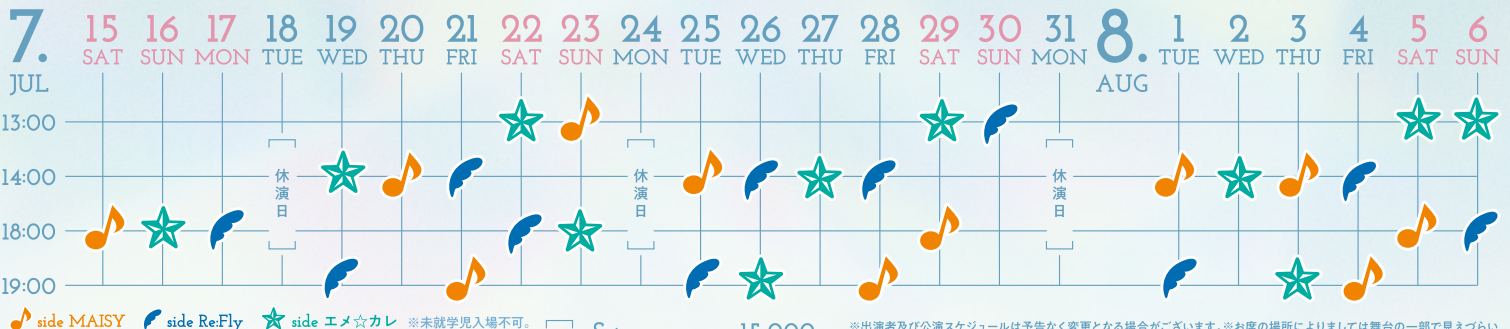 7. 15 16 17 18 19 20 21 22 23 24 25 26 27 28 29 30 31 8. 1 2 3 4 5 6
JUL SAT SUN MON TUE WED THU FRI SAT SUN MON TUE WED THU FRI SAT SUN MON AUG TUE WED THU FRI SAT SUN
13:00
14:00 休演日 休演日 休演日
18:00
19:00
side MAISY side Re:Fly side エメ☆カレ ※未就学児入場不可。 ※出演者及び公演スケジュールは予告なく変更となる場合がございます。※お席の場所によりましては舞台の一部で見えづらい